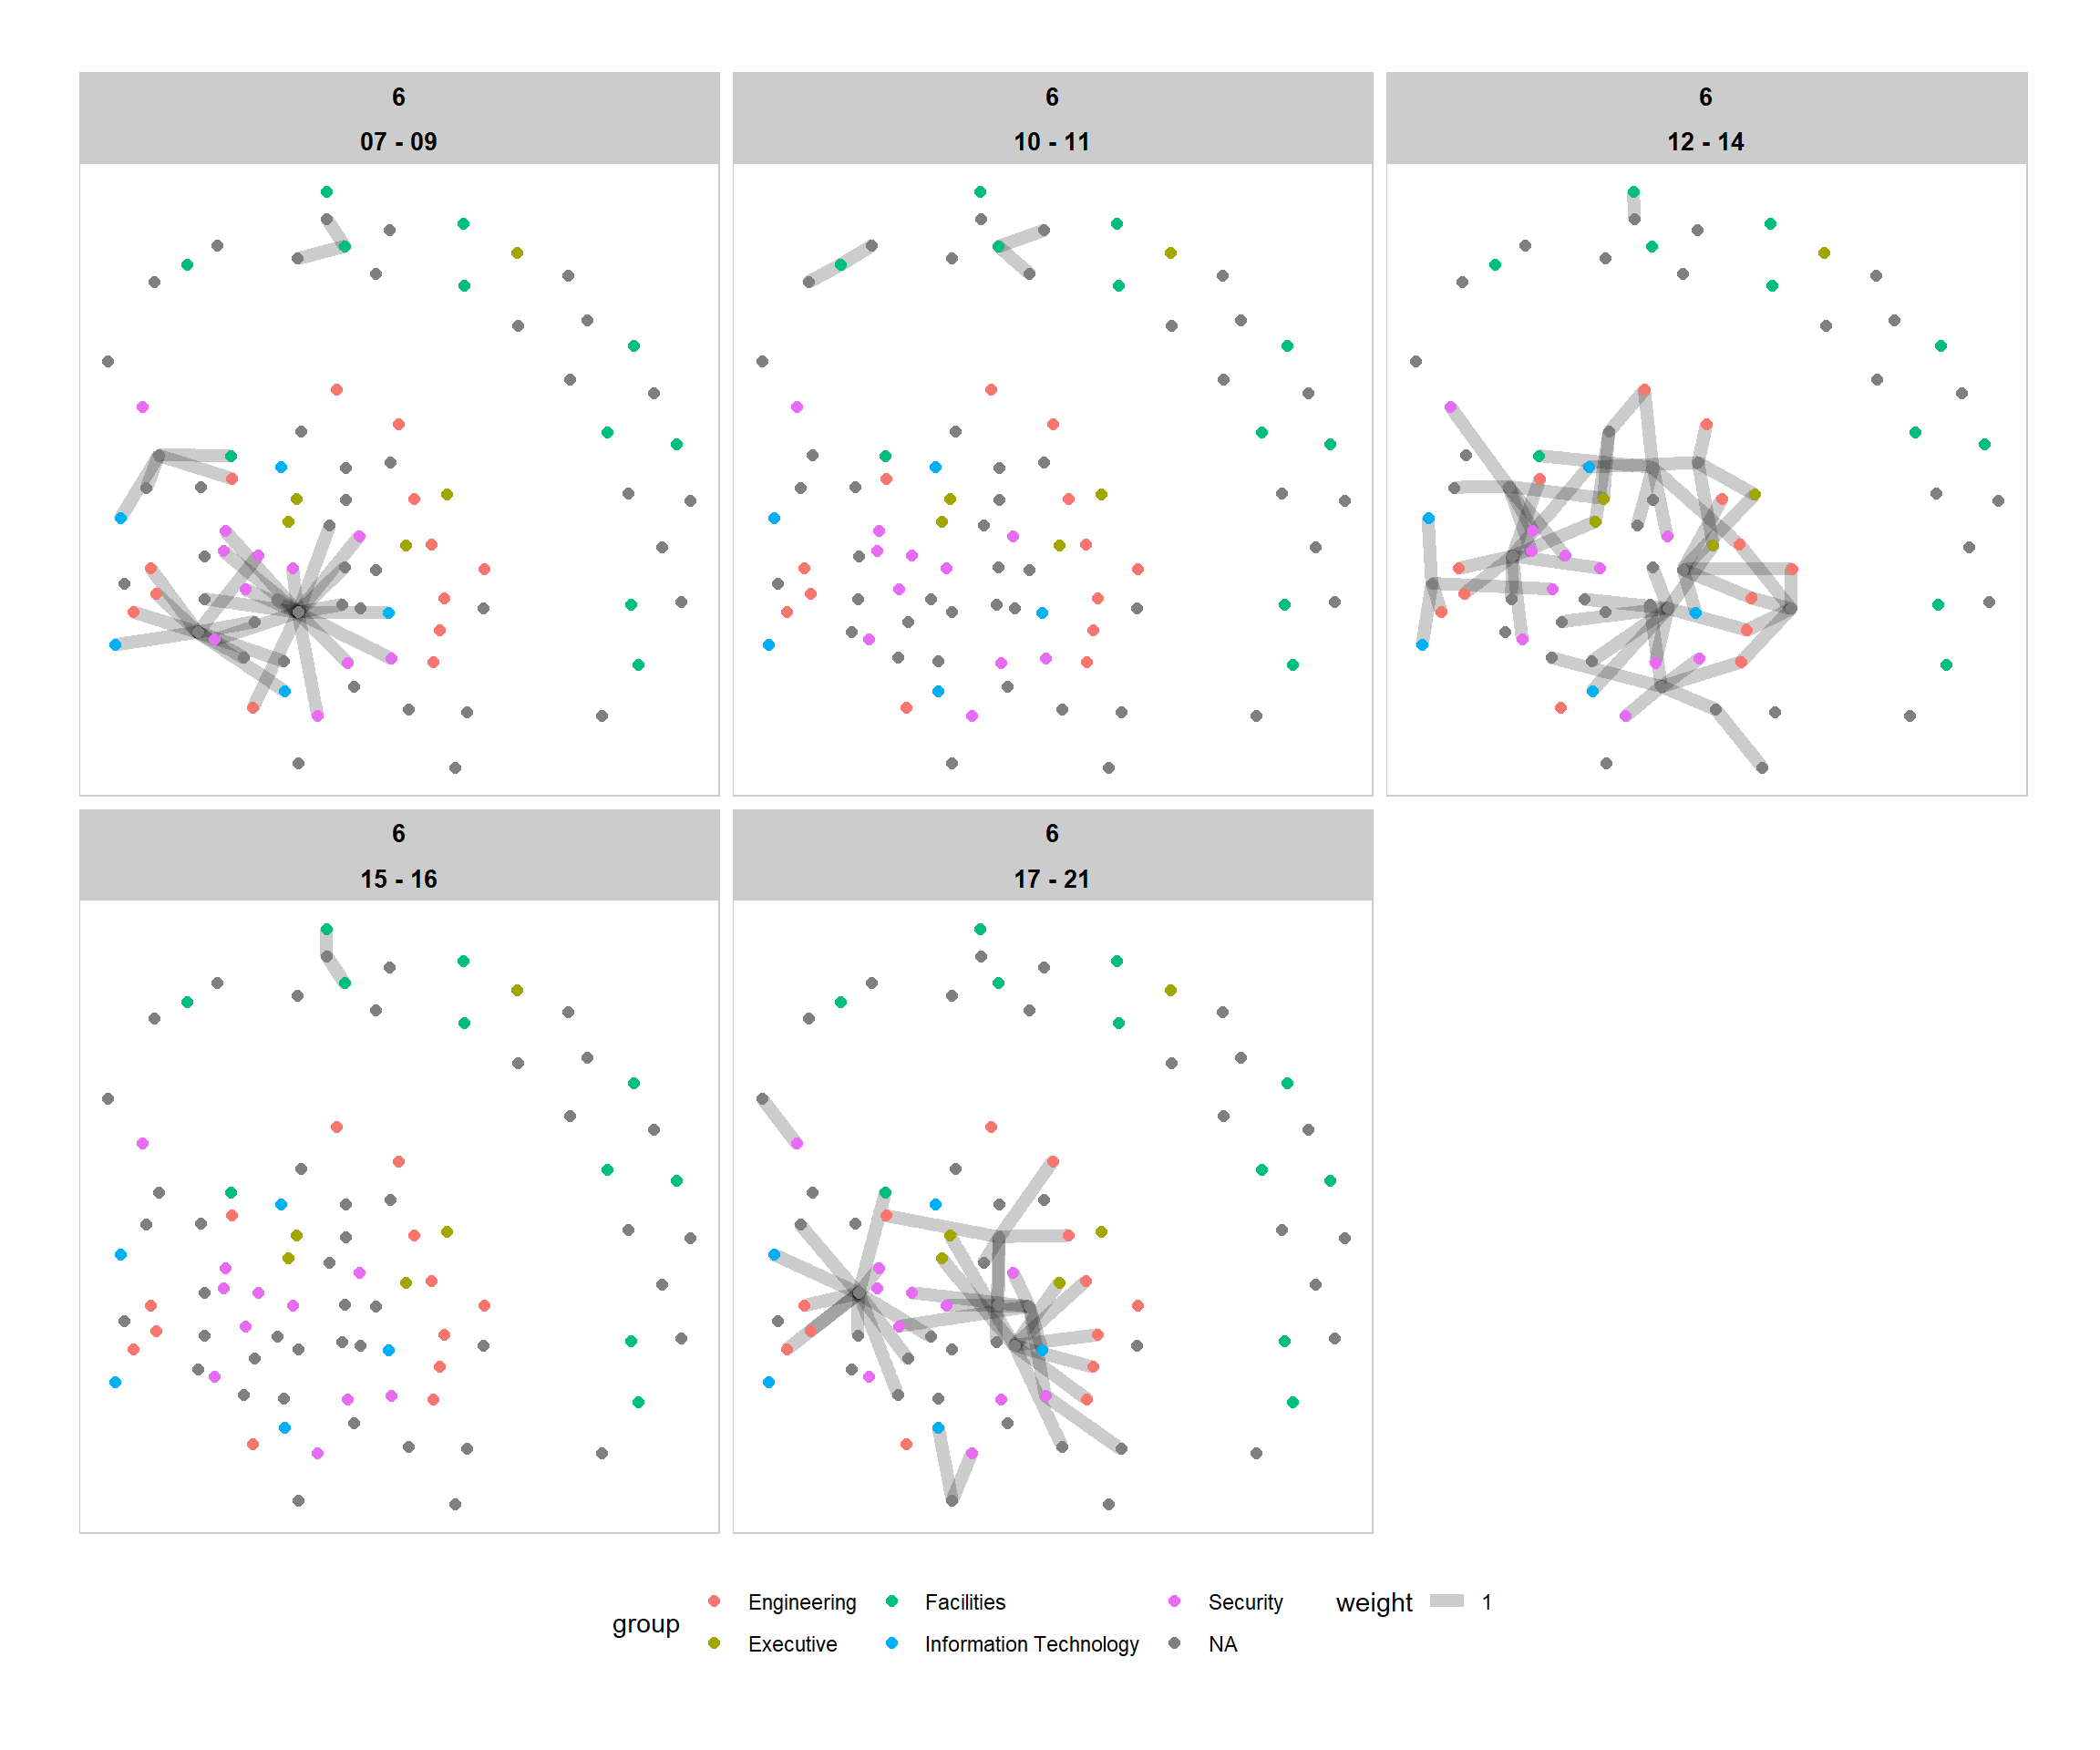 6
07 - 09
6
10 - 11
6
12 - 14
6
15 - 16
6
17 - 21
group
Engineering
Facilities
Security
Executive
Information Technology
NA
weight
1